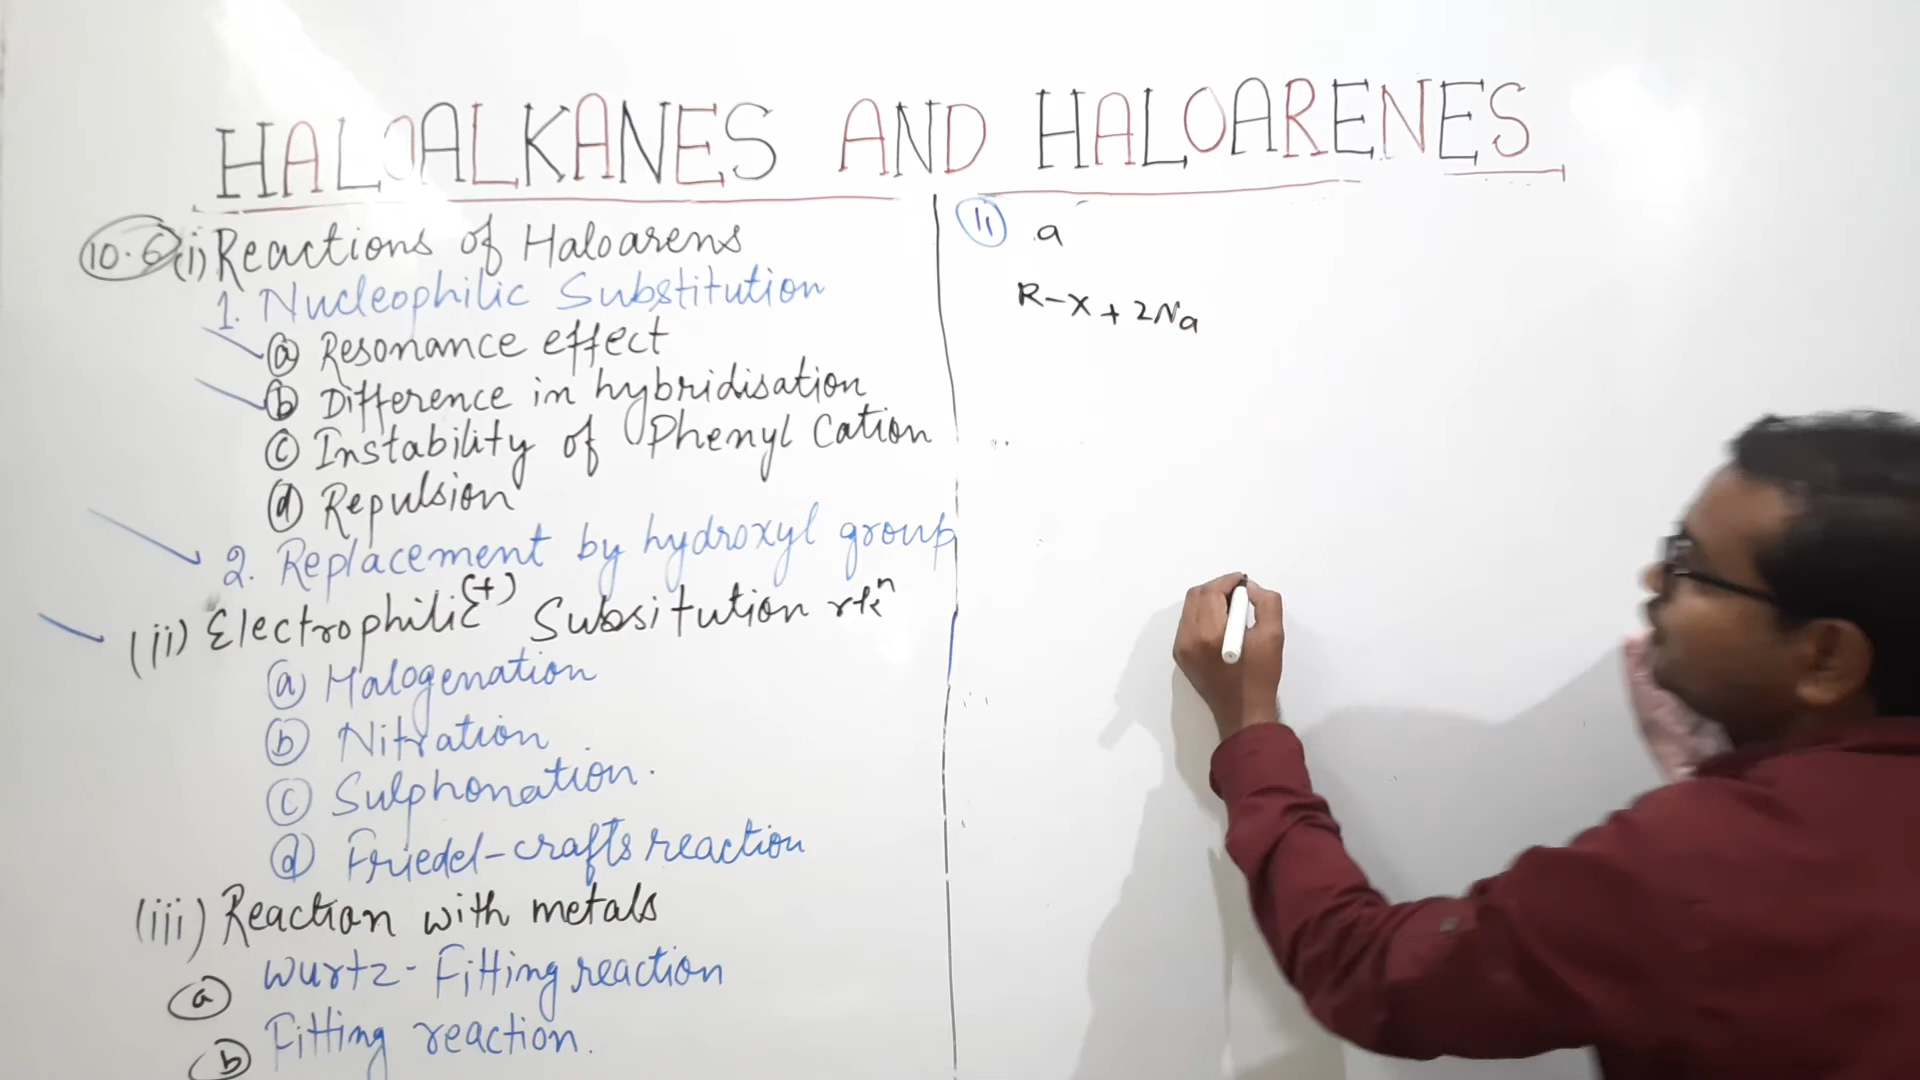 HALOALKANES AND HALOARENES
10.6 (i) Reactions of Haloarens
1. Nucleophilic Substitution
(a) Resonance effect
(b) Difference in hybridisation
(c) Instability of Phenyl Cation
(d) Repulsion
2. Replacement by hydroxyl group
(ii) Electrophilic (+) Subsitution rxⁿ
(a) Halogenation
(b) Nitration
(c) Sulphonation.
(d) Friedel-crafts reaction
(iii) Reaction with metals
(a) Wurtz-Fitting reaction
(b) Fitting reaction.
a
R-X + 2Na